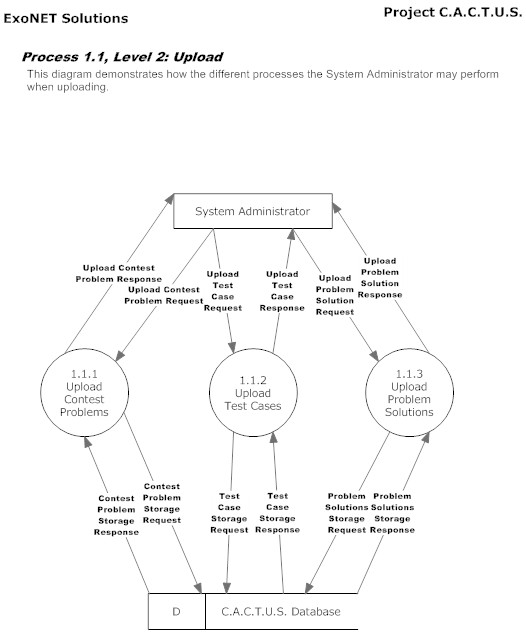 ExoNET Solutions
Project C.A.C.T.U.S.
Process 1.1, Level 2: Upload
This diagram demonstrates how the different processes the System Administrator may perform
when uploading.
System Administrator
Upload Contest
Problem Response
Upload Contest
Problem Request
Upload
Test
Case
Request
Upload
Test
Case
Response
Upload
Problem
Solution
Request
Upload
Problem
Solution
Response
1.1.1
Upload
Contest
Problems
1.1.2
Upload
Test Cases
1.1.3
Upload
Problem
Solutions
Contest
Problem
Storage
Response
Contest
Problem
Storage
Request
Test
Case
Storage
Request
Test
Case
Storage
Response
Problem
Solutions
Storage
Request
Problem
Solutions
Storage
Response
D
C.A.C.T.U.S. Database